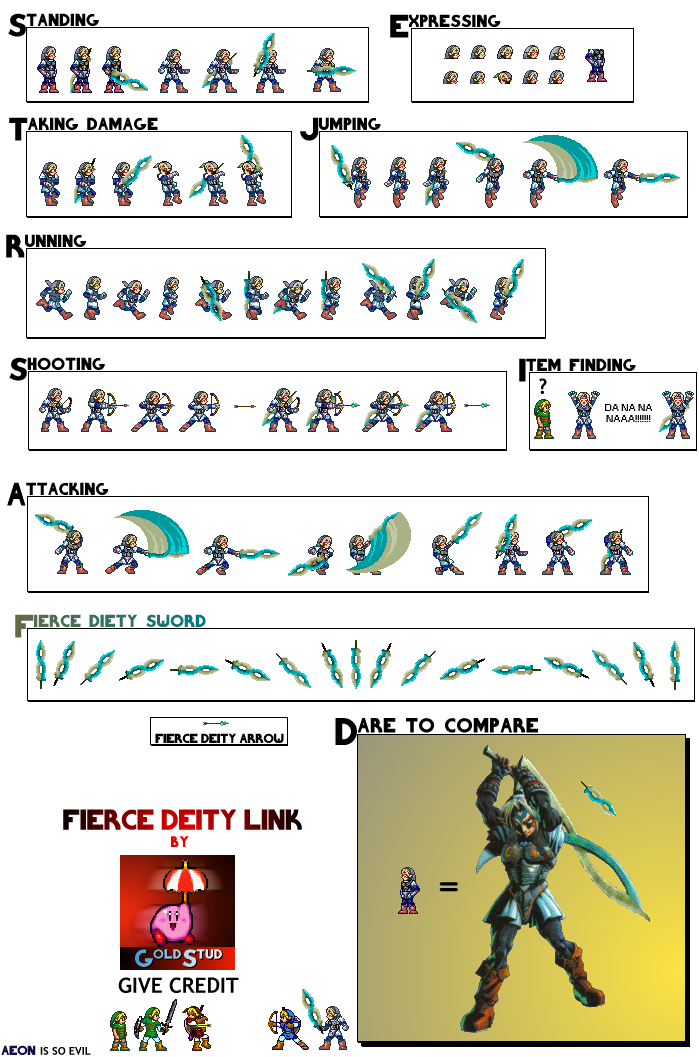 STANDING
EXPRESSING
TAKING DAMAGE
JUMPING
RUNNING
SHOOTING
ITEM FINDING
?
DA NA NA
NAAA!!!!!!!
ATTACKING
FIERCE DIETY SWORD
FIERCE DEITY ARROW
DARE TO COMPARE
=
FIERCE DEITY LINK
BY
GOLD STUD
GIVE CREDIT
AEON IS SO EVIL